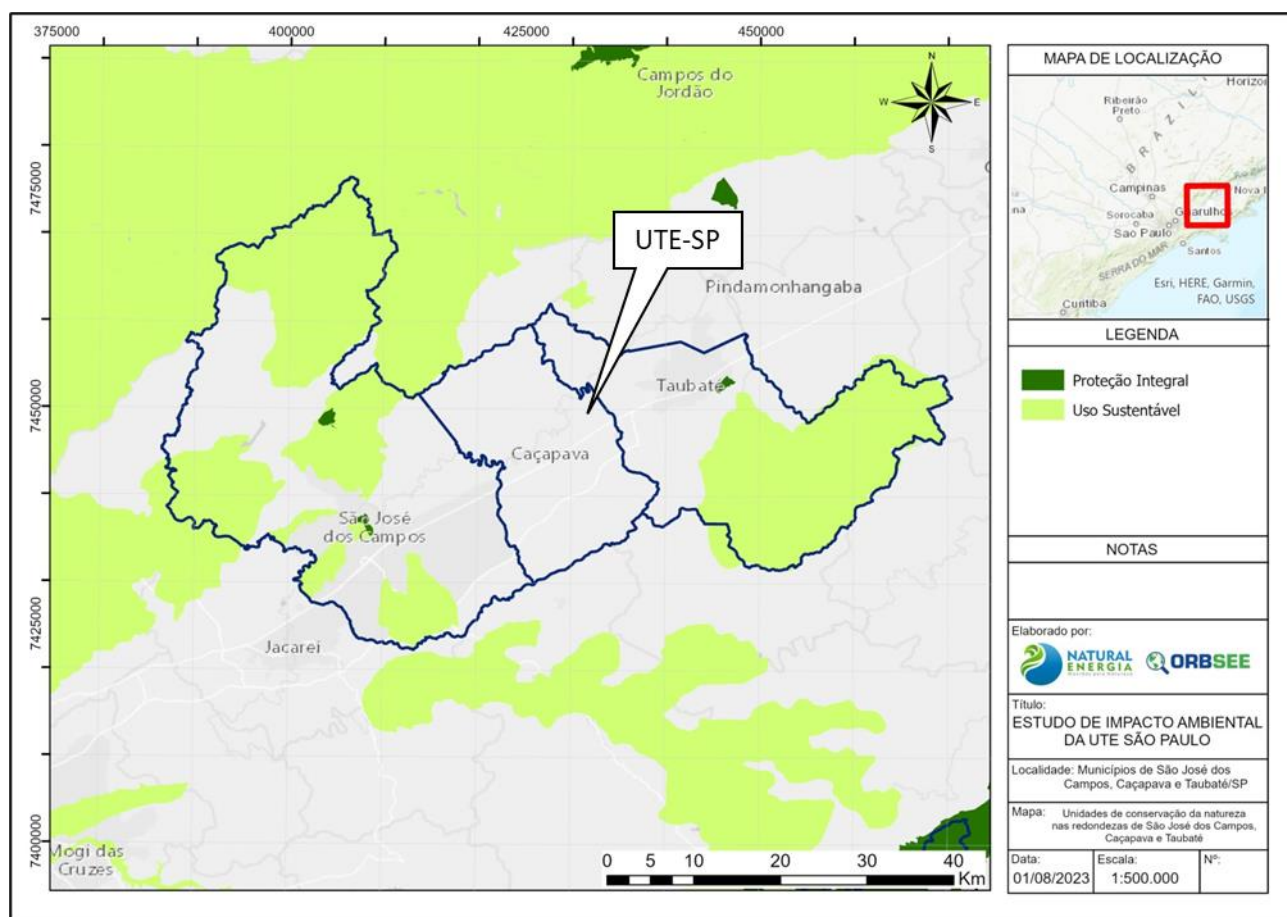 375000
400000
425000
450000
7475000
7450000
7425000
7400000
Campos do
Jordão
N
W
E
S
UTE-SP
Pindamonhangaba
Taubaté
Caçapava
São José
dos Campos
Jacareí
Mogi das
Cruzes
0 5 10 20 30 40
Km
MAPA DE LOCALIZAÇÃO
Horizon
Ribeirão
Preto
BRAZIL
Campinas
Nova I
Sorocaba
Guarulhos
Sao Paulo
Santos
SERRA DO MAR
Curitiba
Esri, HERE, Garmin,
FAO, USGS
LEGENDA
Proteção Integral
Uso Sustentável
NOTAS
Elaborado por:
NATURAL
ENERGIA
ORBSEE
Título:
ESTUDO DE IMPACTO AMBIENTAL
DA UTE SÃO PAULO
Localidade: Municípios de São José dos
Campos, Caçapava e Taubaté/SP
Mapa: Unidades de conservação da natureza
nas redondezas de São José dos Campos,
Caçapava e Taubaté
Data:
01/08/2023
Escala:
1:500.000
Nº: